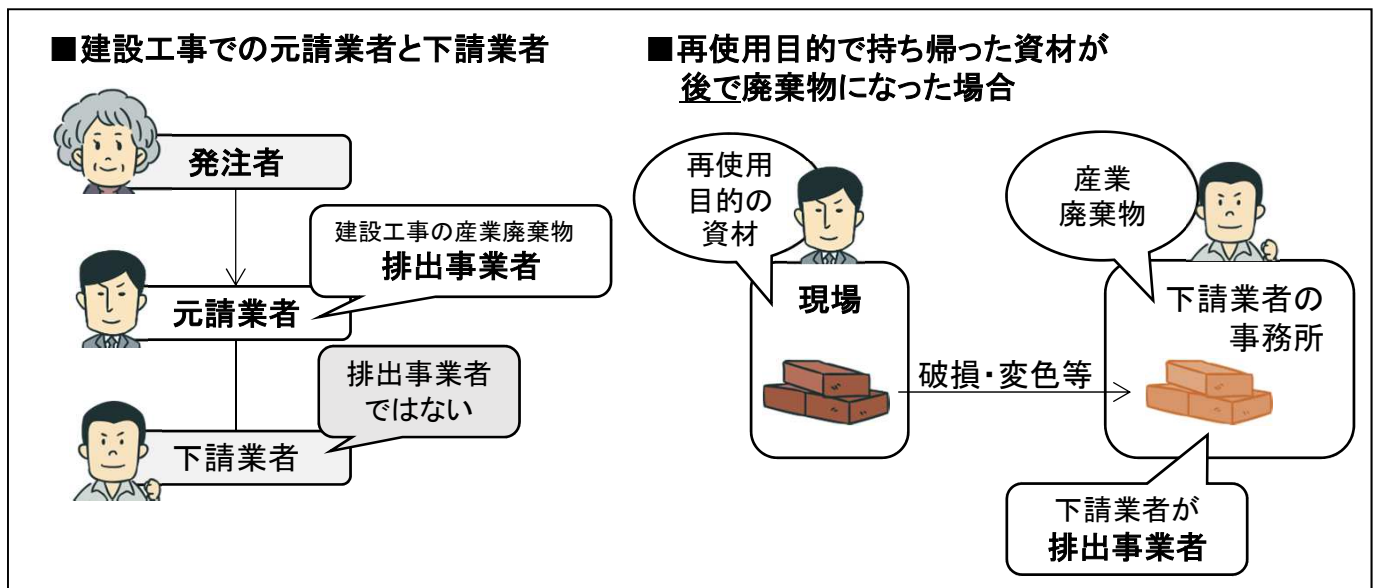 ■建設工事での元請業者と下請業者
発注者
建設工事の産業廃棄物
排出事業者
元請業者
排出事業者
ではない
下請業者
■再使用目的で持ち帰った資材が
後で廃棄物になった場合
再使用
目的の
資材
現場
破損・変色等
産業
廃棄物
下請業者の
事務所
下請業者が
排出事業者